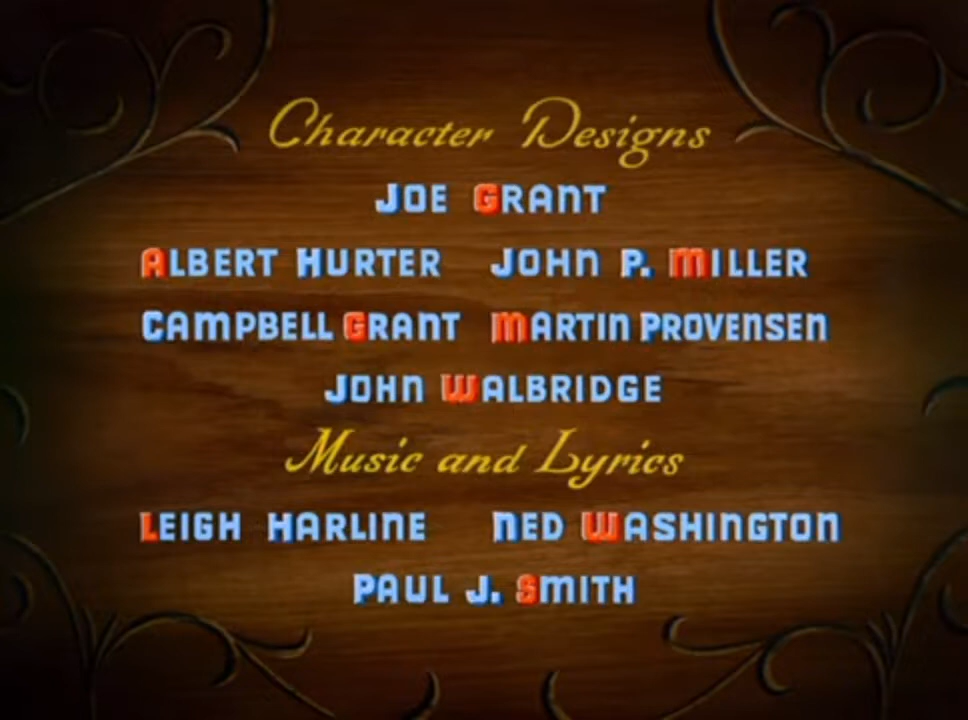 Character Designs
JOE GRANT
ALBERT HURTER JOHN P. MILLER
CAMPBELL GRANT MARTIN PROVENSEN
JOHN WALBRIDGE
Music and Lyrics
LEIGH HARLINE NED WASHINGTON
PAUL J. SMITH